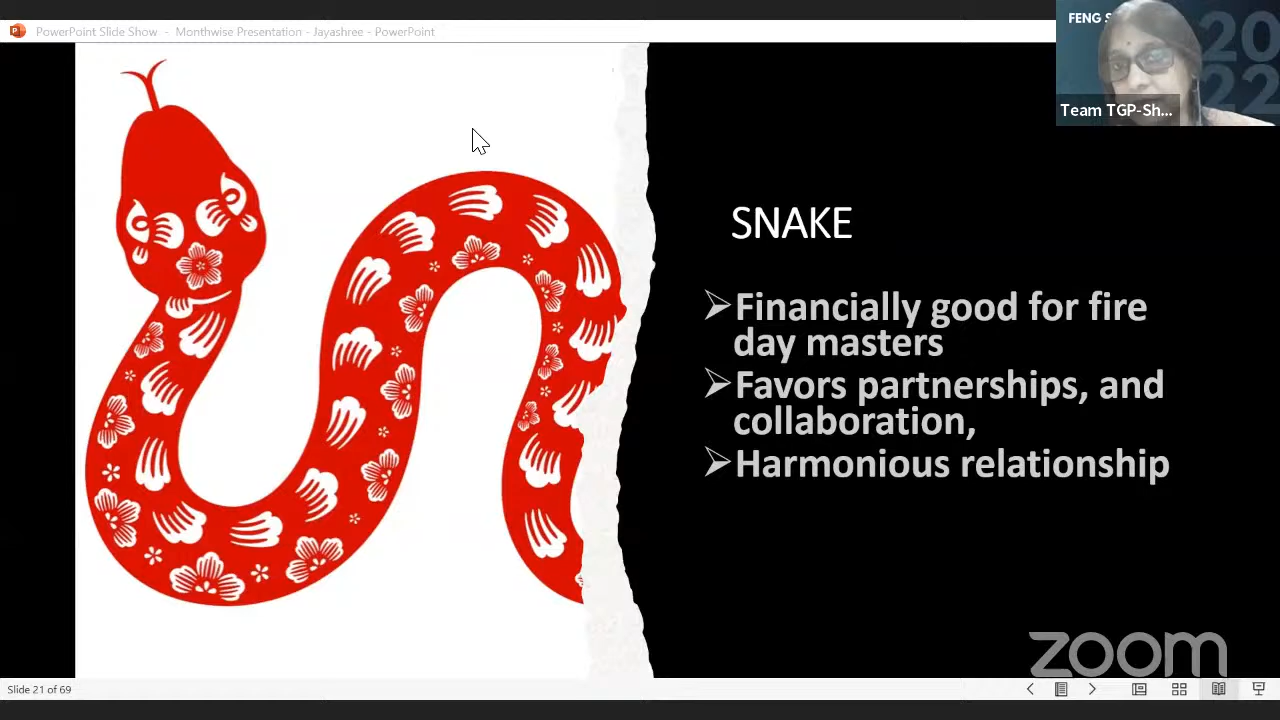 PowerPoint Slide Show - Monthwise Presentation - Jayashree - PowerPoint
FENG S
2022
Team TGP-Sh...
SNAKE
➢Financially good for fire
day masters
➢Favors partnerships, and
collaboration,
➢Harmonious relationship
zoom
Slide 21 of 69